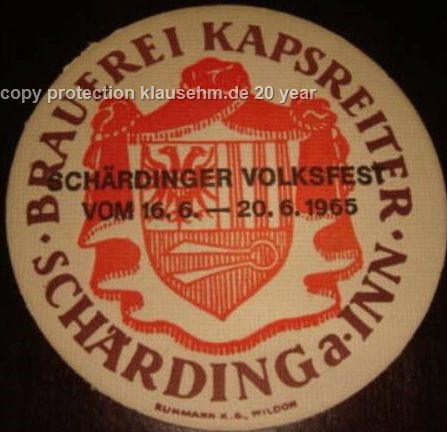 BRAUEREI KAPSREITER
copy protection klausehm.de 20 year
SCHÄRDINGER VOLKSFEST
VOM 16. 6. — 20. 6. 1965
· SCHÄRDING a. INN ·
RUHMANN K.G., WILDON